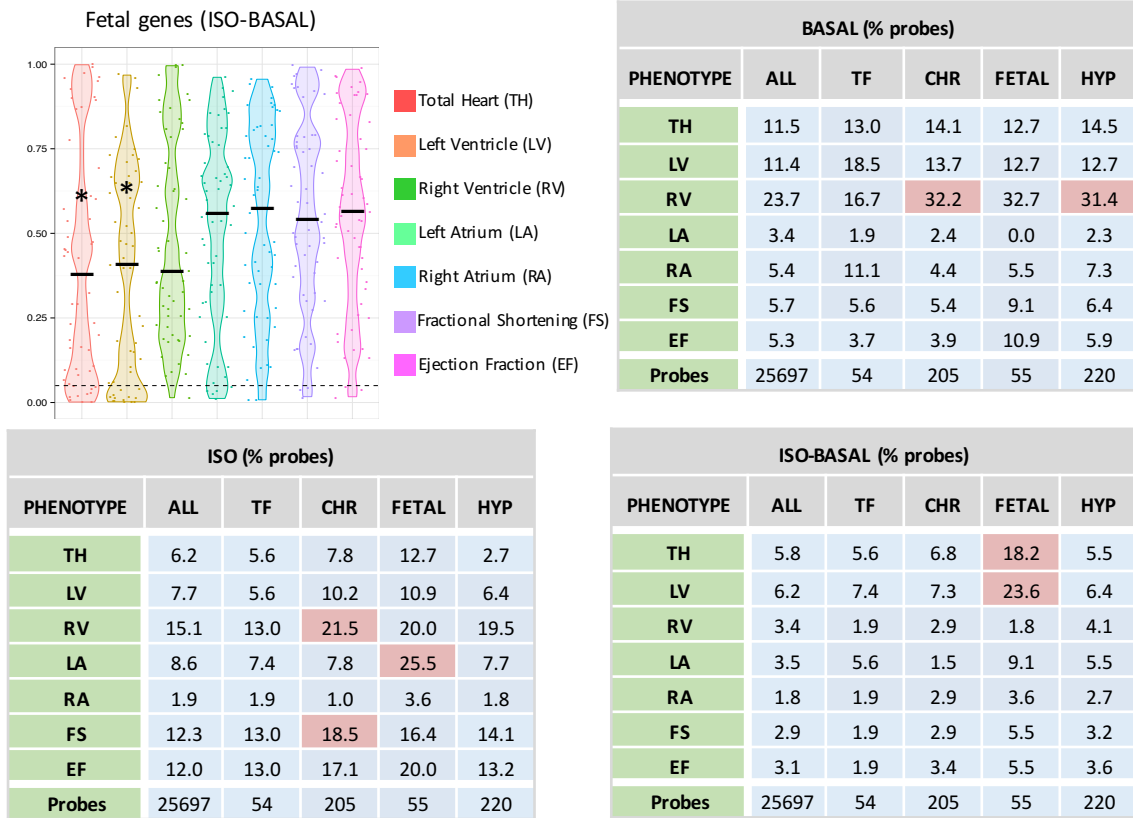 Fetal genes (ISO-BASAL)
1.00
0.75
0.50
0.25
0.00
*
*
Total Heart (TH)
Left Ventricle (LV)
Right Ventricle (RV)
Left Atrium (LA)
Right Atrium (RA)
Fractional Shortening (FS)
Ejection Fraction (EF)
BASAL (% probes)
PHENOTYPE ALL TF CHR FETAL HYP
TH 11.5 13.0 14.1 12.7 14.5
LV 11.4 18.5 13.7 12.7 12.7
RV 23.7 16.7 32.2 32.7 31.4
LA 3.4 1.9 2.4 0.0 2.3
RA 5.4 11.1 4.4 5.5 7.3
FS 5.7 5.6 5.4 9.1 6.4
EF 5.3 3.7 3.9 10.9 5.9
Probes 25697 54 205 55 220
ISO (% probes)
PHENOTYPE ALL TF CHR FETAL HYP
TH 6.2 5.6 7.8 12.7 2.7
LV 7.7 5.6 10.2 10.9 6.4
RV 15.1 13.0 21.5 20.0 19.5
LA 8.6 7.4 7.8 25.5 7.7
RA 1.9 1.9 1.0 3.6 1.8
FS 12.3 13.0 18.5 16.4 14.1
EF 12.0 13.0 17.1 20.0 13.2
Probes 25697 54 205 55 220
ISO-BASAL (% probes)
PHENOTYPE ALL TF CHR FETAL HYP
TH 5.8 5.6 6.8 18.2 5.5
LV 6.2 7.4 7.3 23.6 6.4
RV 3.4 1.9 2.9 1.8 4.1
LA 3.5 5.6 1.5 9.1 5.5
RA 1.8 1.9 2.9 3.6 2.7
FS 2.9 1.9 2.9 5.5 3.2
EF 3.1 1.9 3.4 5.5 3.6
Probes 25697 54 205 55 220